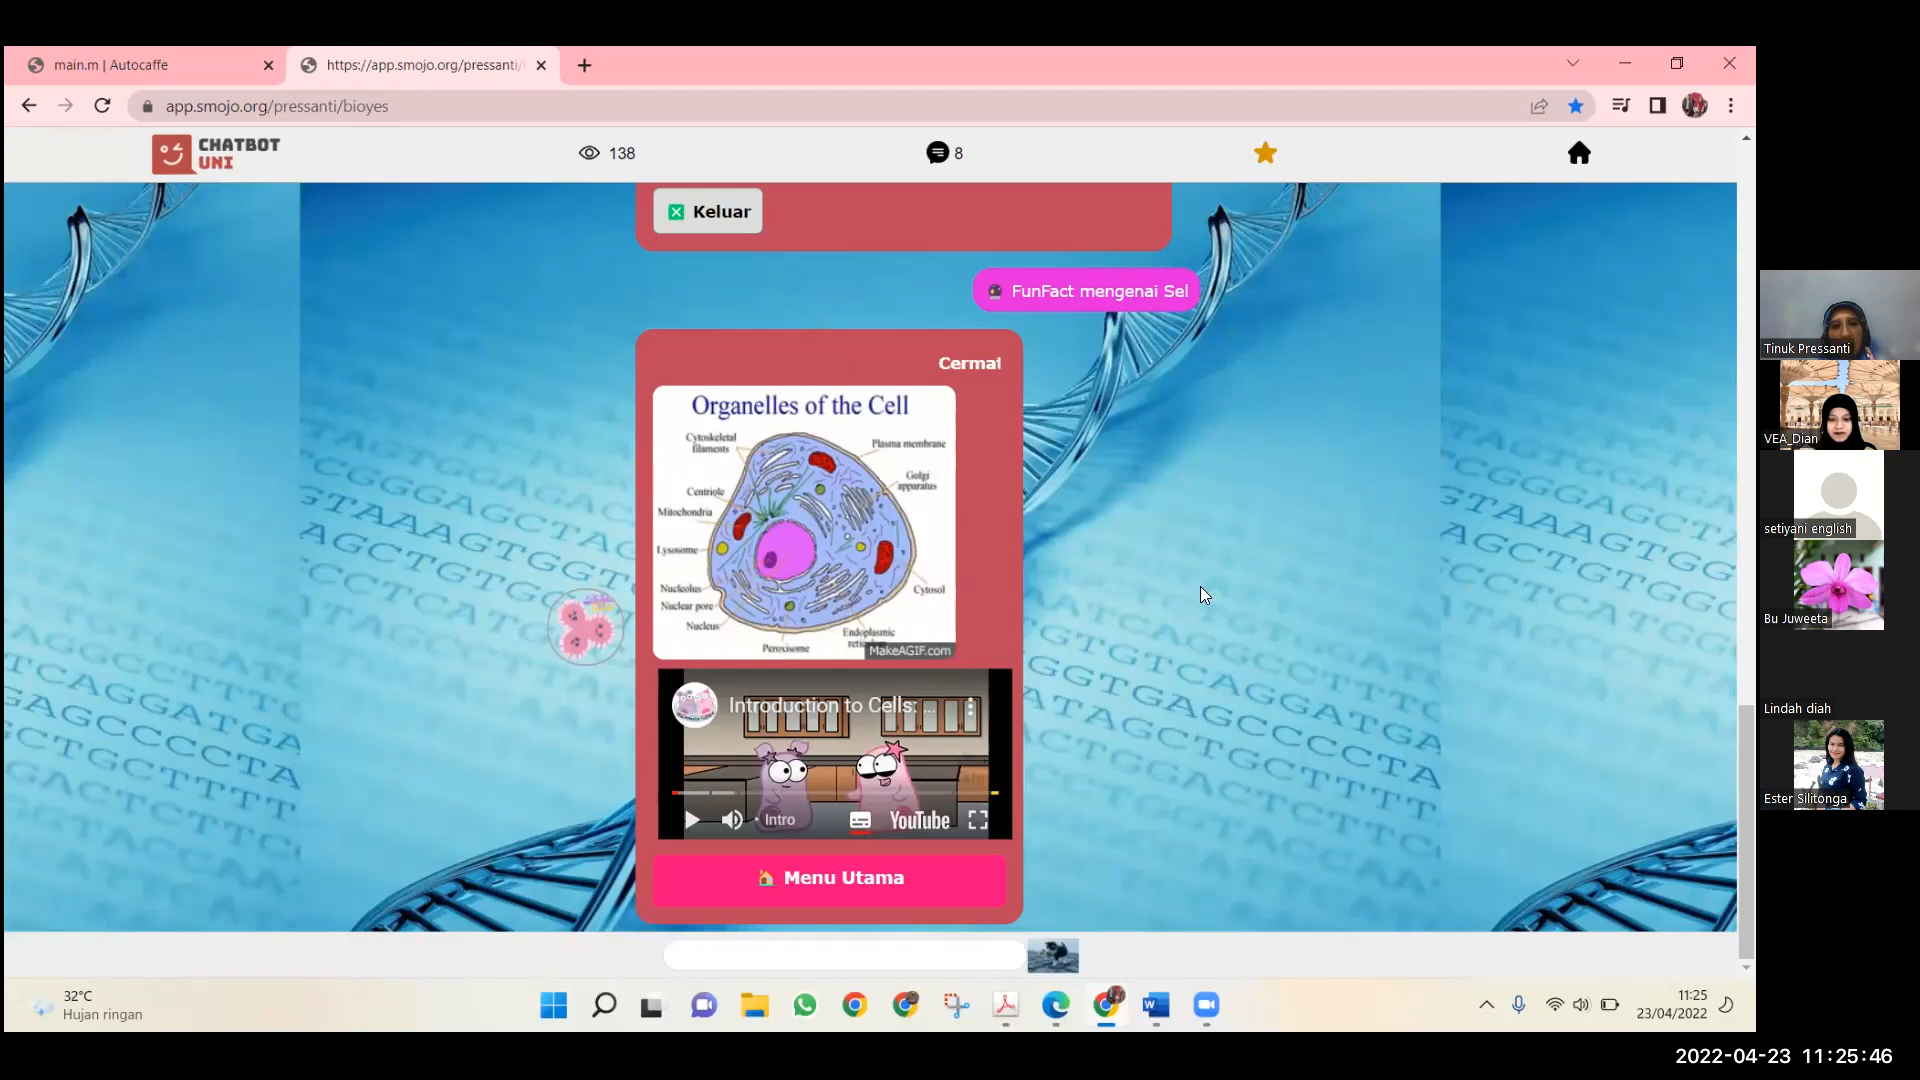 main.m | Autocaffe
https://app.smojo.org/pressanti/
app.smojo.org/pressanti/bioyes
CHATBOT
UNI
138
8
Keluar
FunFact mengenai Sel
Cermat
Organelles of the Cell
Cytoskeletal
filaments
Plasma membrane
Golgi
apparatus
Centriole
Mitochondria
Lysosome
Nucleolus
Cytosol
Nuclear pore
Nucleus
Endoplasmic
Peroxisome
MakeAGIF.com
Introduction to Cells: ...
• Intro
YouTube
Menu Utama
Tinuk Pressanti
VEA_Dian
setiyani english
Bu Juweeta
Lindah diah
Ester Silitonga
32°C
Hujan ringan
11:25
23/04/2022
2022-04-23 11:25:46